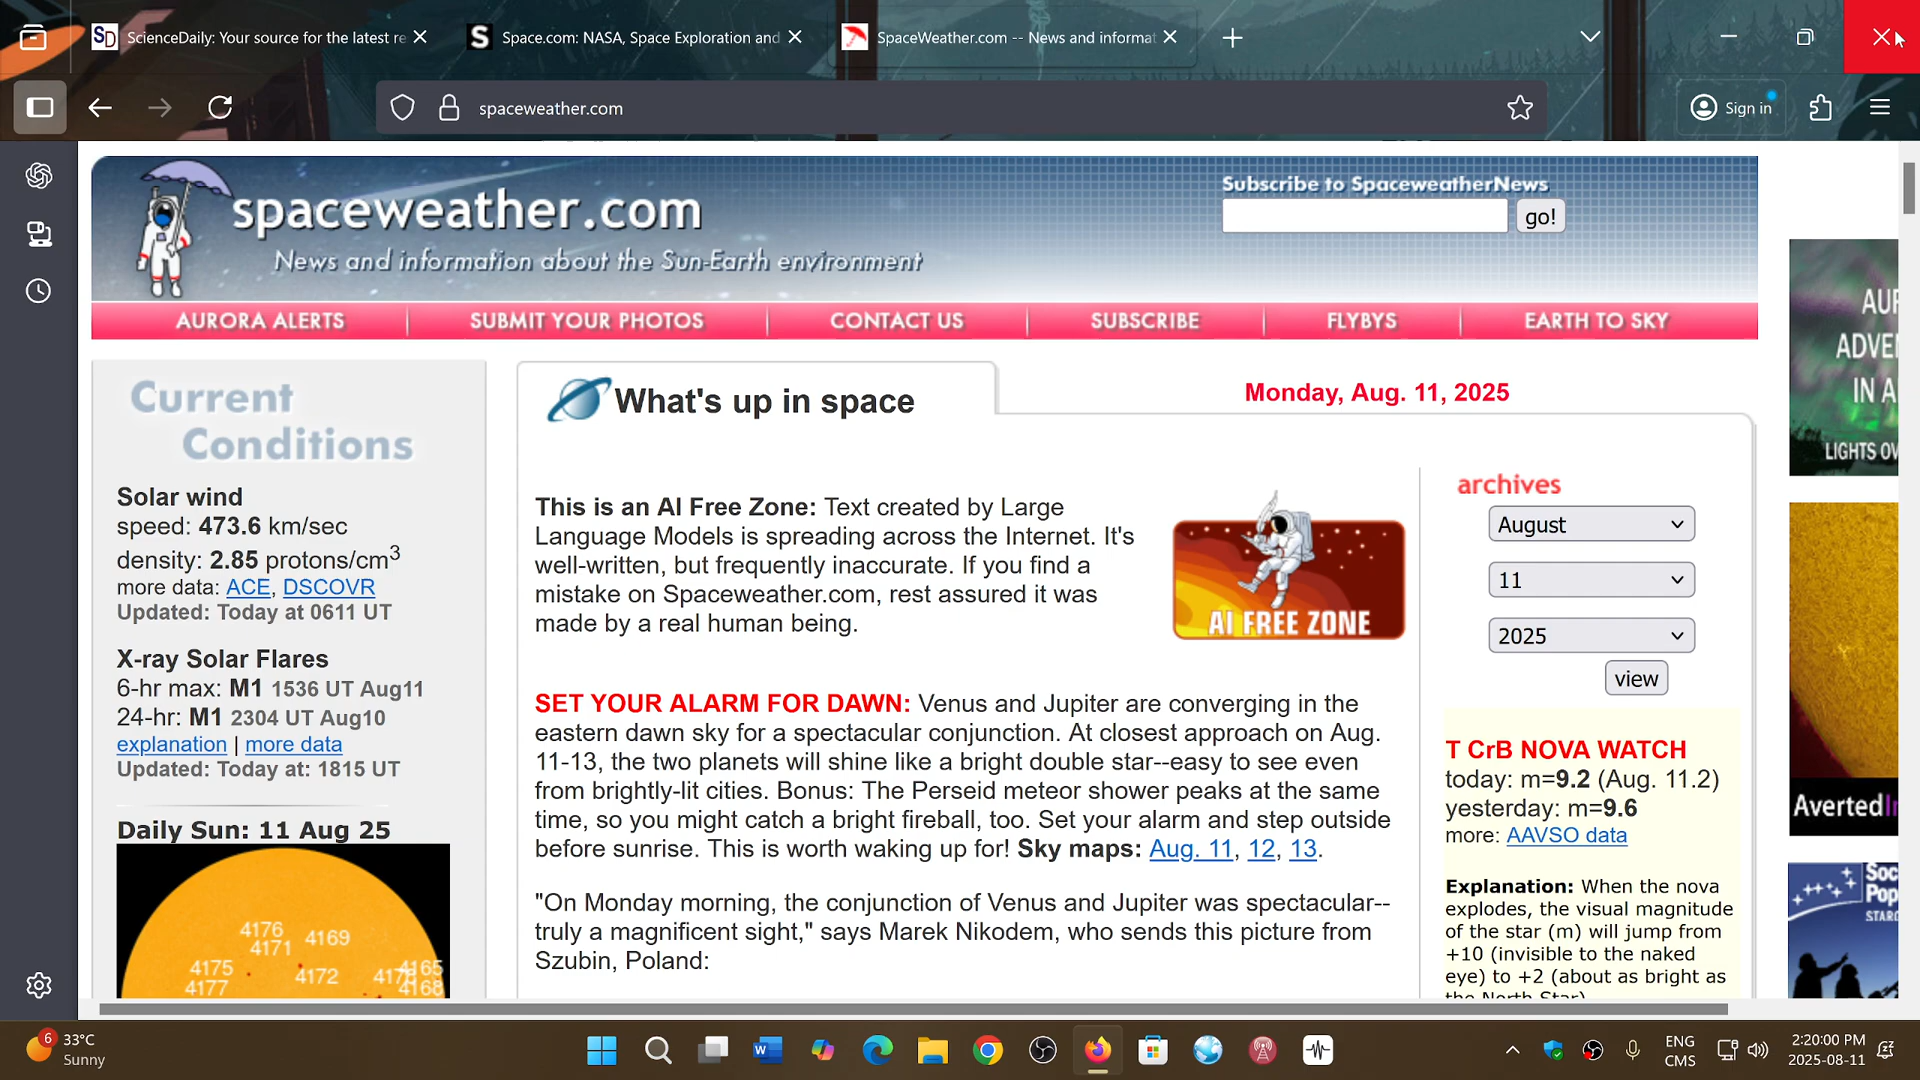 ScienceDaily: Your source for the latest re
Space.com: NASA, Space Exploration and
SpaceWeather.com -- News and informat
spaceweather.com
Sign in
spaceweather.com
News and information about the Sun-Earth environment
Subscribe to SpaceweatherNews
go!
AURORA ALERTS
SUBMIT YOUR PHOTOS
CONTACT US
SUBSCRIBE
FLYBYS
EARTH TO SKY
Current
Conditions
Solar wind
speed: 473.6 km/sec
density: 2.85 protons/cm3
more data: ACE, DSCOVR
Updated: Today at 0611 UT
X-ray Solar Flares
6-hr max: M1 1536 UT Aug11
24-hr: M1 2304 UT Aug10
explanation | more data
Updated: Today at: 1815 UT
Daily Sun: 11 Aug 25
4176
4171
4169
4175
4177
4172
4165
4168
What's up in space
Monday, Aug. 11, 2025
This is an AI Free Zone: Text created by Large
Language Models is spreading across the Internet. It's
well-written, but frequently inaccurate. If you find a
mistake on Spaceweather.com, rest assured it was
made by a real human being.
AI FREE ZONE
SET YOUR ALARM FOR DAWN: Venus and Jupiter are converging in the
eastern dawn sky for a spectacular conjunction. At closest approach on Aug.
11-13, the two planets will shine like a bright double star--easy to see even
from brightly-lit cities. Bonus: The Perseid meteor shower peaks at the same
time, so you might catch a bright fireball, too. Set your alarm and step outside
before sunrise. This is worth waking up for! Sky maps: Aug. 11, 12, 13.
"On Monday morning, the conjunction of Venus and Jupiter was spectacular--
truly a magnificent sight," says Marek Nikodem, who sends this picture from
Szubin, Poland:
archives
August
11
2025
view
T CrB NOVA WATCH
today: m=9.2 (Aug. 11.2)
yesterday: m=9.6
more: AAVSO data
Explanation: When the nova
explodes, the visual magnitude
of the star (m) will jump from
+10 (invisible to the naked
eye) to +2 (about as bright as
the North Star)
AUR
ADVE
IN A
LIGHTS OV
AvertedI
Soc
Pop
STARG
6
33°C
Sunny
ENG
CMS
2:20:00 PM
2025-08-11